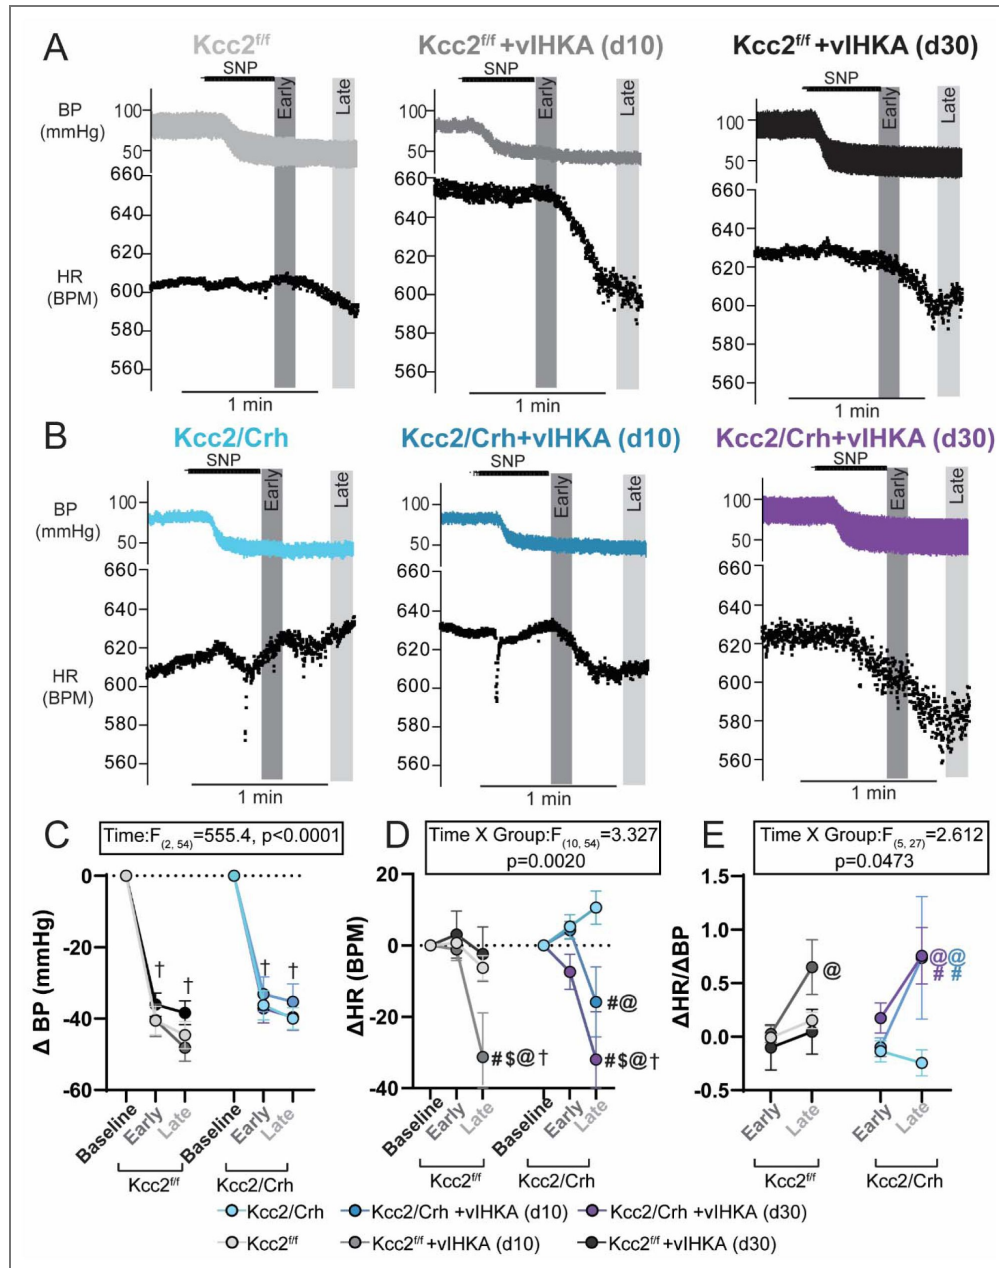 A
Kcc2f/f
Kcc2f/f +vIHKA (d10)
Kcc2f/f +vIHKA (d30)
SNP
Early
Late
SNP
Early
Late
SNP
Early
Late
BP
(mmHg)
100
50
660
640
620
600
580
560
HR
(BPM)
1 min
100
50
660
640
620
600
580
560
1 min
100
50
660
640
620
600
580
560
1 min
B
Kcc2/Crh
Kcc2/Crh+vIHKA (d10)
Kcc2/Crh+vIHKA (d30)
SNP
Early
Late
SNP
Early
Late
SNP
Early
Late
BP
(mmHg)
100
50
660
640
620
600
580
560
HR
(BPM)
1 min
100
50
660
640
620
600
580
560
1 min
100
50
660
640
620
600
580
560
1 min
C
Time:F(2, 54)=555.4, p<0.0001
Δ BP (mmHg)
0
-20
-40
-60
† † † †
Baseline
Early
Late
Baseline
Early
Late
Kcc2f/f
Kcc2/Crh
D
Time X Group:F(10, 54)=3.327
p=0.0020
ΔHR (BPM)
20
0
-20
-40
#$@†
#@
#$@†
Baseline
Early
Late
Baseline
Early
Late
Kcc2f/f
Kcc2/Crh
E
Time X Group:F(5, 27)=2.612
p=0.0473
ΔHR/ΔBP
1.5
1.0
0.5
0.0
-0.5
@
@@
##
Early
Late
Early
Late
Kcc2f/f
Kcc2/Crh
Kcc2/Crh
Kcc2/Crh +vIHKA (d10)
Kcc2/Crh +vIHKA (d30)
Kcc2f/f
Kcc2f/f +vIHKA (d10)
Kcc2f/f +vIHKA (d30)